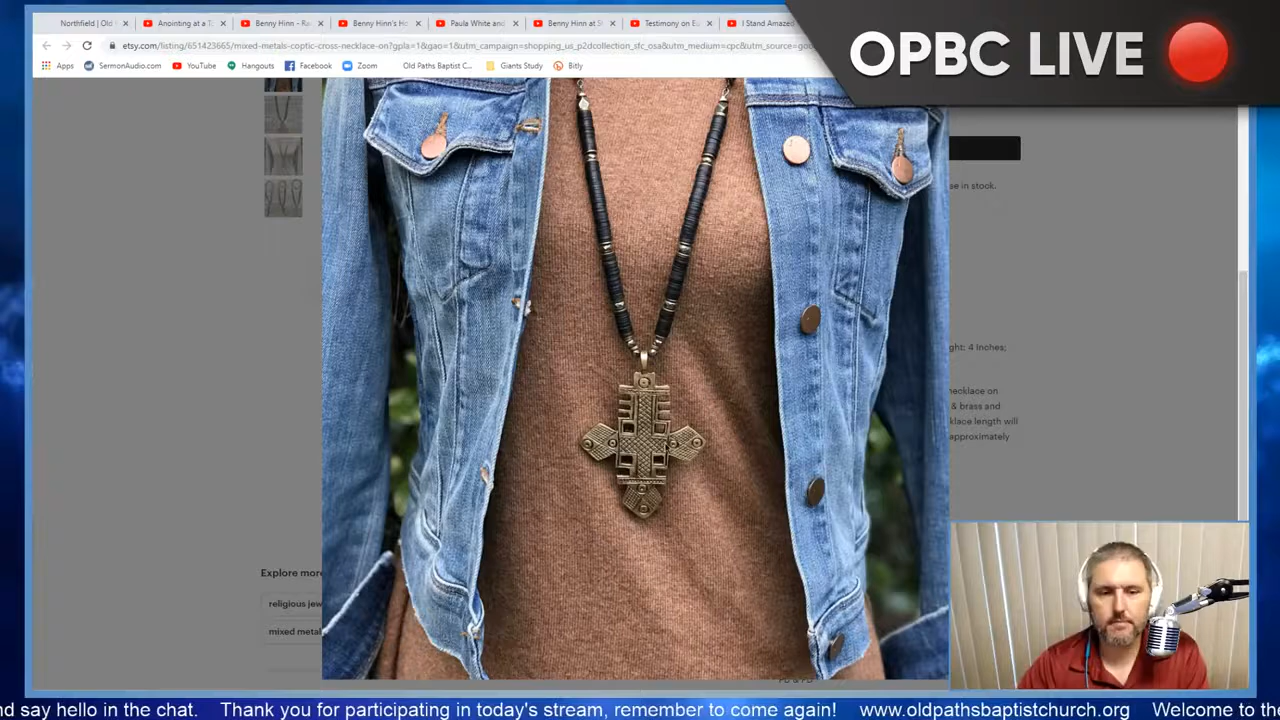 Northfield | Old
Anointing at a T
Benny Hinn - Ra
Benny Hinn's Ho
Paula White and
Benny Hinn at S
Testimony on E
I Stand Amazed
OPBC LIVE
etsy.com/listing/651423665/mixed-metals-coptic-cross-necklace-on?gpla=1&gao=1&utm_campaign=shopping_us_p2dcollection_sfc_osa&utm_medium=cpc&utm_source=goo
Apps SermonAudio.com YouTube Hangouts Facebook Zoom Old Paths Baptist C... Giants Study Bitly
se in stock.
ght: 4 Inches;
necklace on
& brass and
klace length will
approximately
Explore more
religious jew
mixed metal
nd say hello in the chat. Thank you for participating in today's stream, remember to come again! www.oldpathsbaptistchurch.org Welcome to the